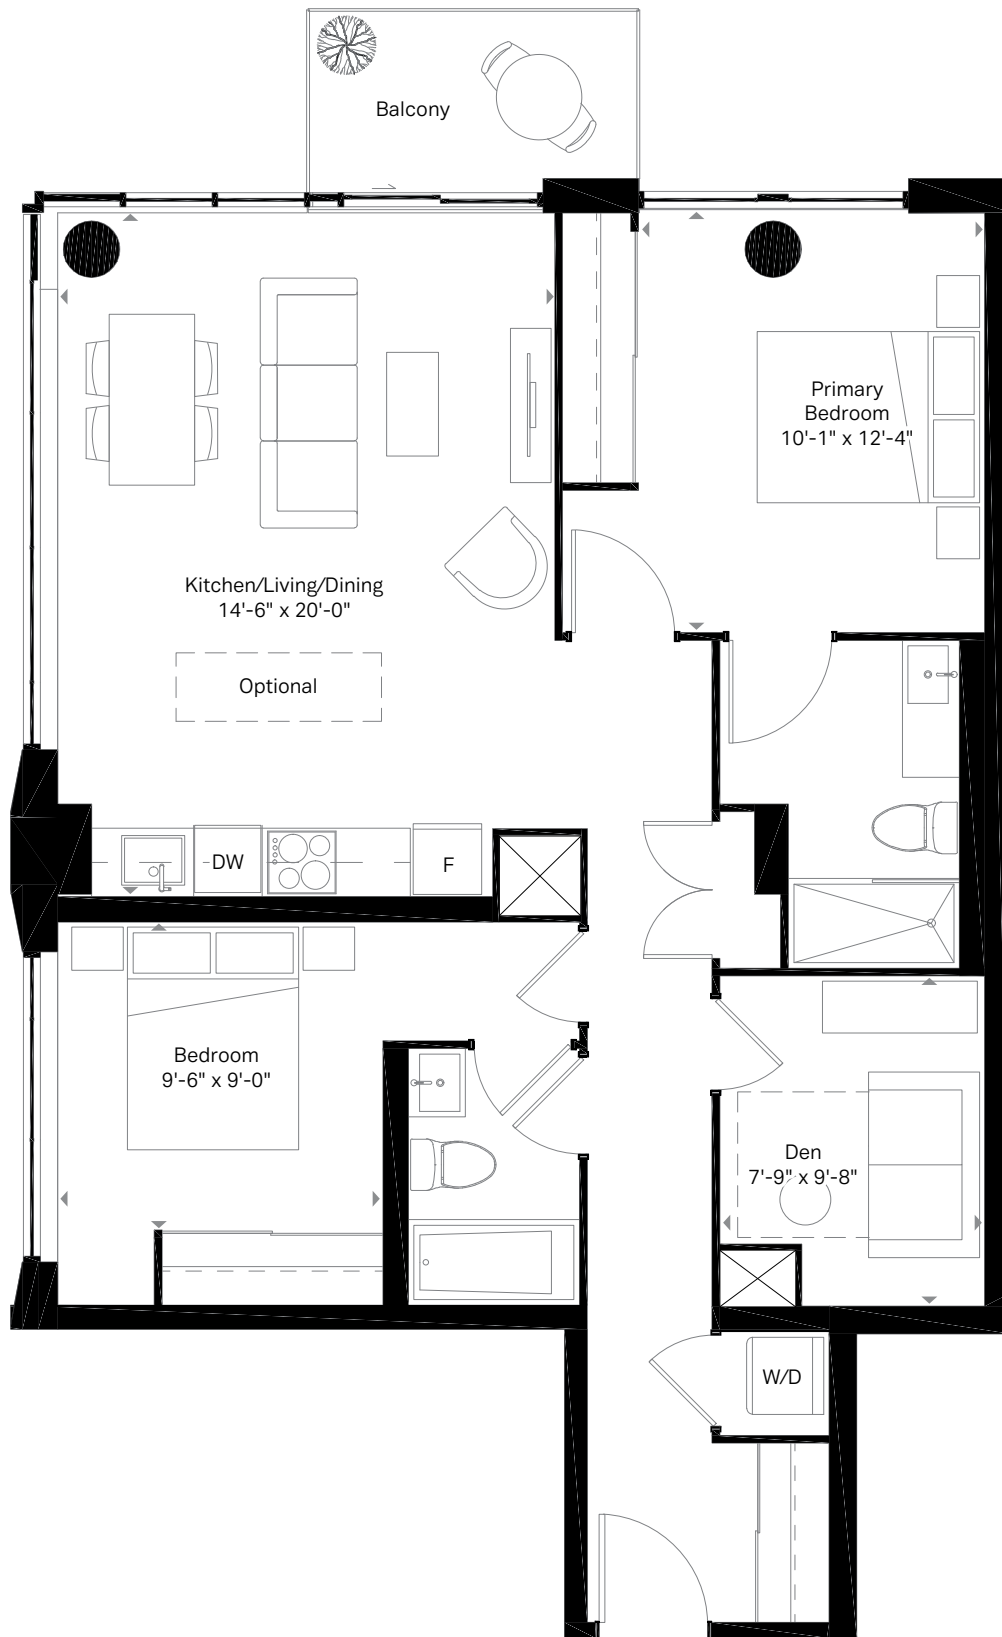 Balcony
Primary
Bedroom
10'-1" x 12'-4"
Kitchen/Living/Dining
14'-6" x 20'-0"
Optional
DW
F
Bedroom
9'-6" x 9'-0"
Den
7'-9" x 9'-8"
W/D